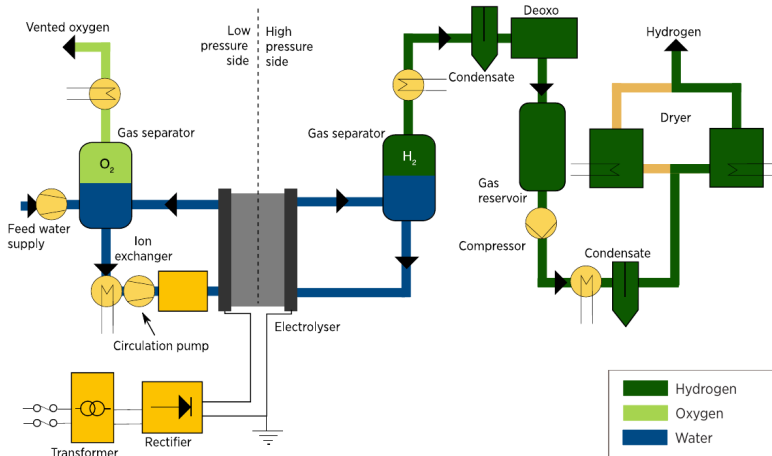 Vented oxygen
Low
pressure
side
High
pressure
side
Deoxo
Hydrogen
Condensate
Gas separator
Gas separator
Dryer
O2
H2
Gas
reservoir
Feed water
supply
Ion
exchanger
Compressor
Condensate
Circulation pump
Electrolyser
Transformer
Rectifier
Hydrogen
Oxygen
Water